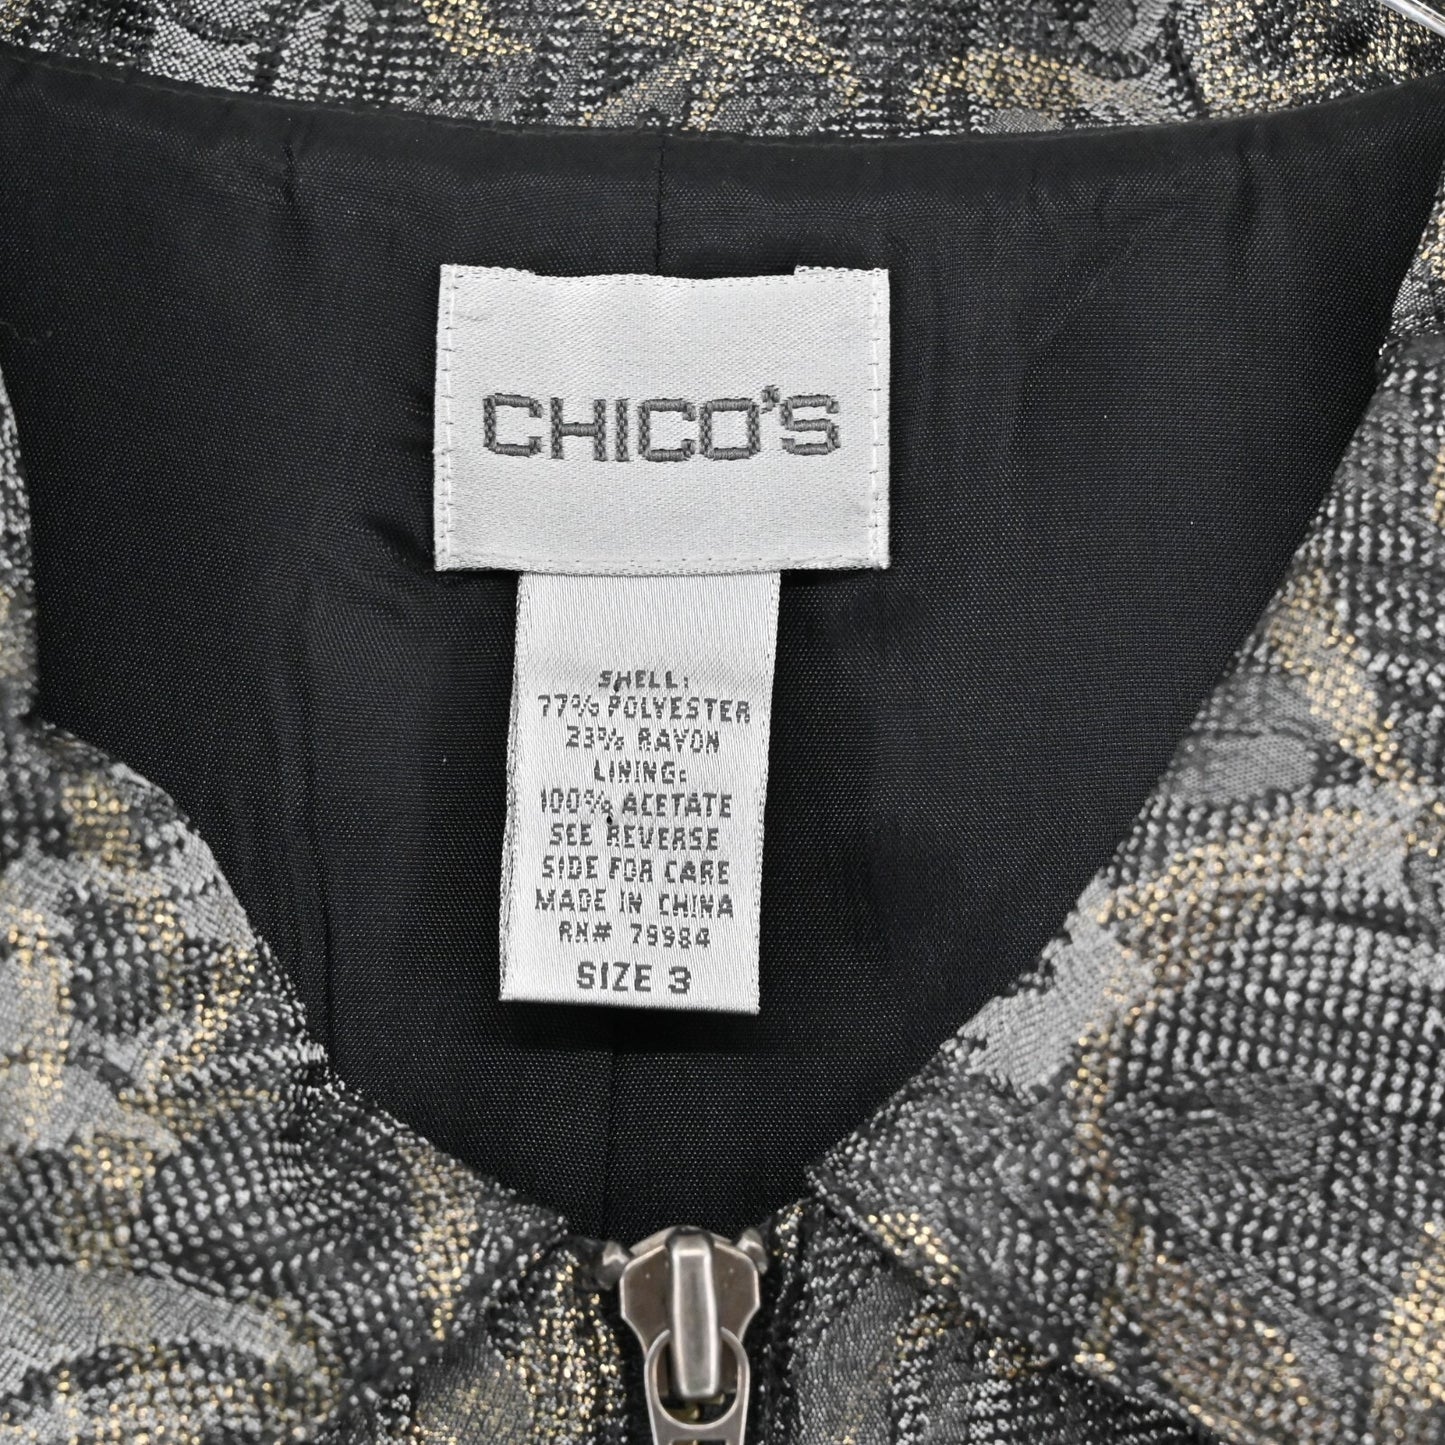 CHICO'S
SHELL:
77% POLYESTER
23% RAYON
LINING:
100% ACETATE
SEE REVERSE
SIDE FOR CARE
MADE IN CHINA
RN# 79984
SIZE 3